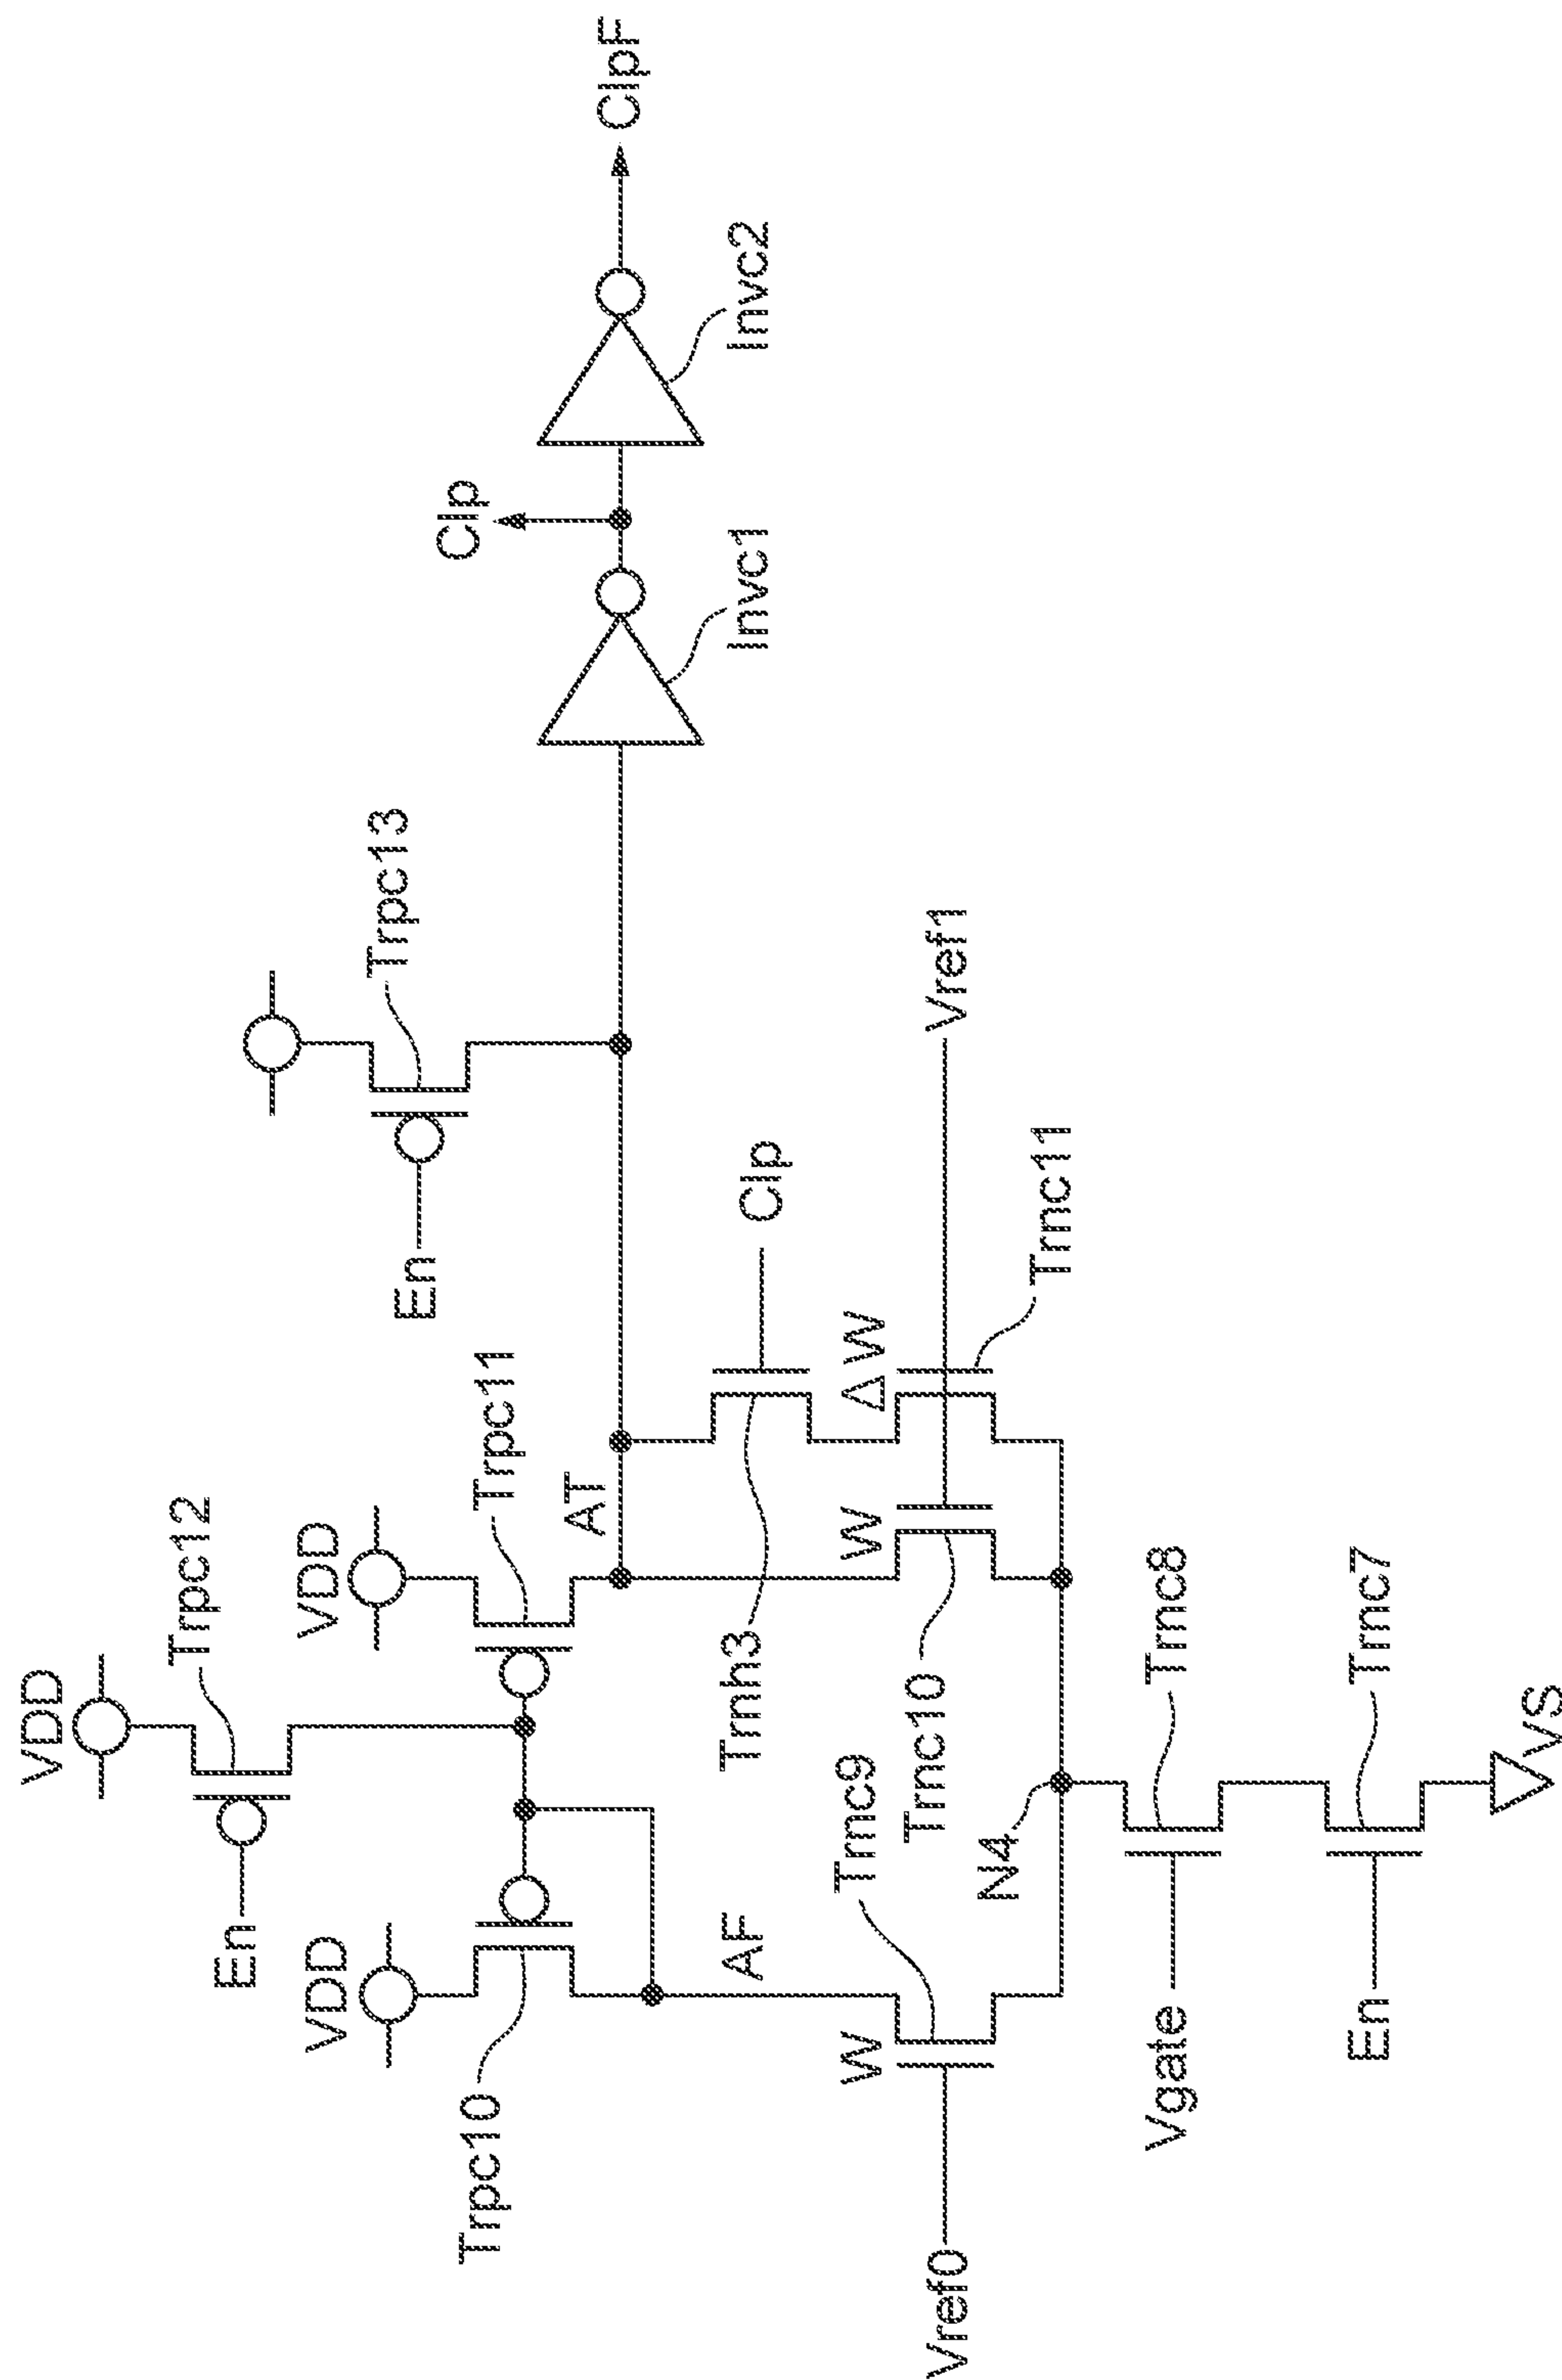 VDD
Trpc12
En
VDD
Trpc10
VDD
Trpc11
En
Trpc13
AF
AT
Clp
ClpF
Invc1
Invc2
Trnh3
Clp
W
Trnc9
W
ΔW
Vref0
Trnc10
Vref1
Trnc11
N4
Vgate
Trnc8
En
Trnc7
VS